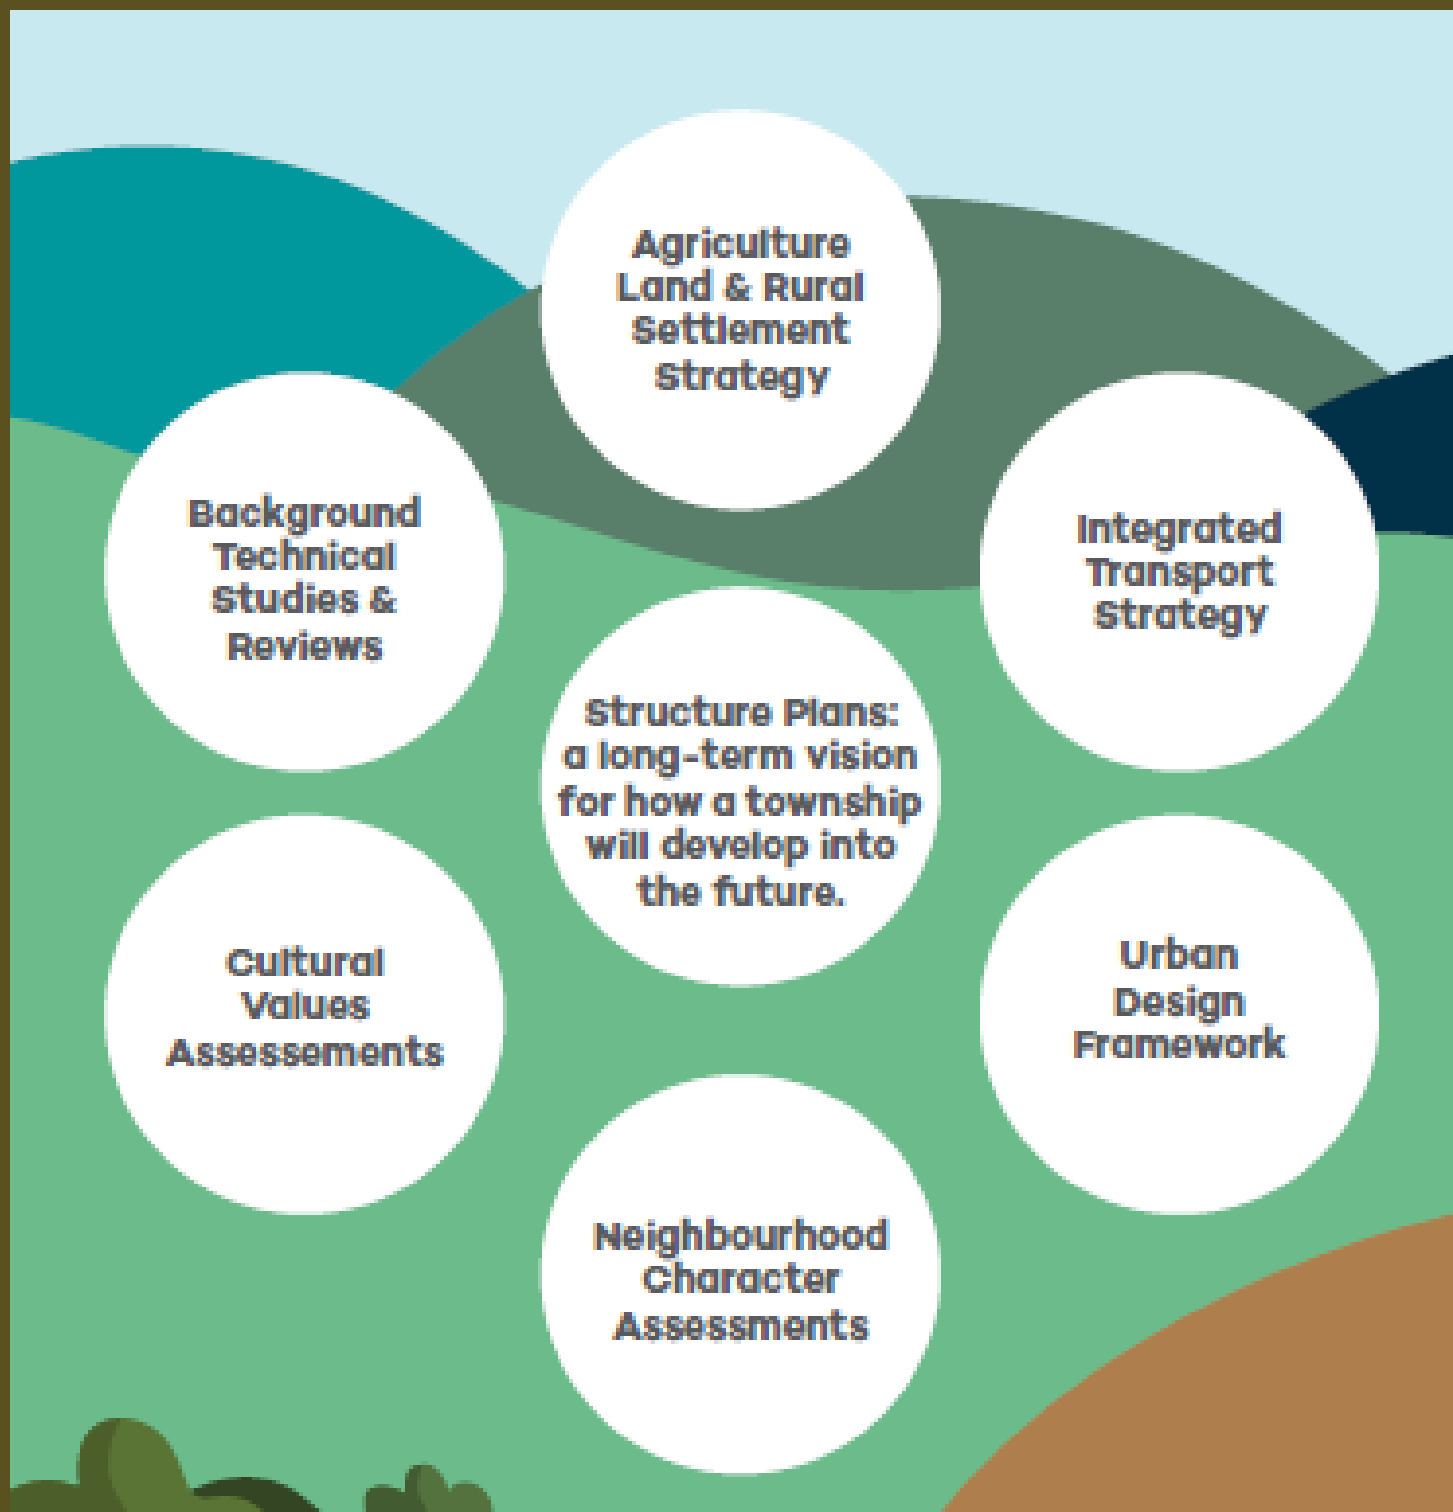 Agriculture
Land & Rural
Settlement
Strategy
Background
Technical
Studies &
Reviews
Integrated
Transport
Strategy
Structure Plans:
a long-term vision
for how a township
will develop into
the future.
Cultural
Values
Assessements
Urban
Design
Framework
Neighbourhood
Character
Assessments